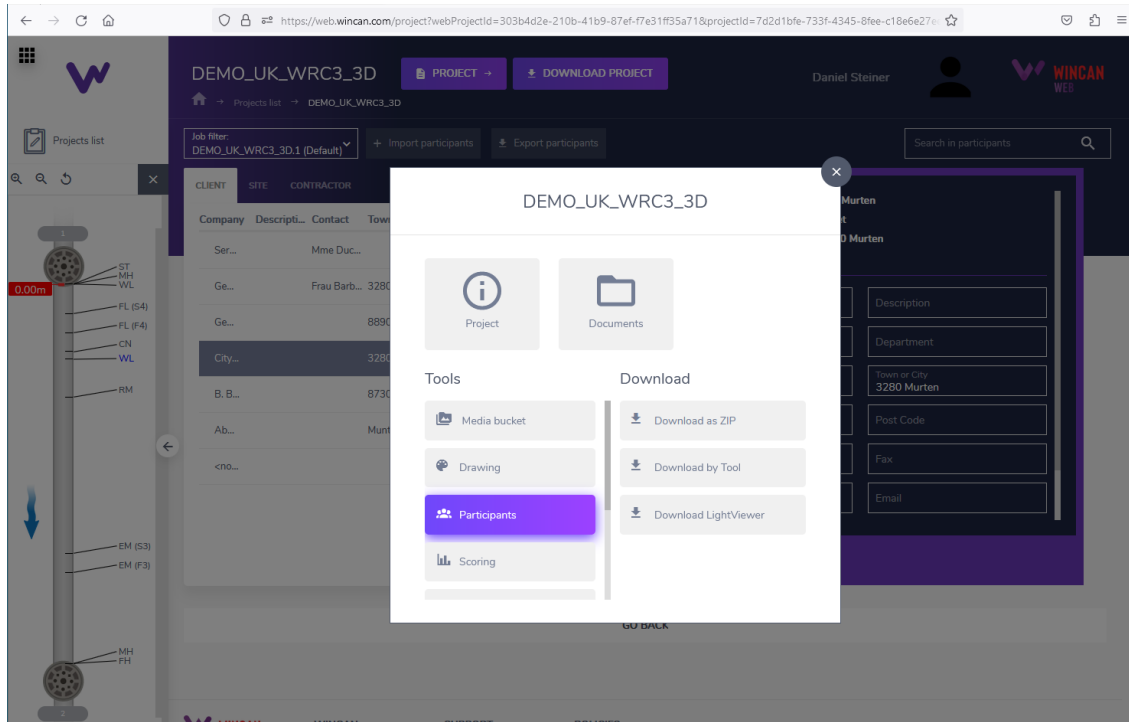 https://web.wincan.com/project?webProjectId=303b4d2e-210b-41b9-87ef-f7e31ff35a71&projectId=7d2d1bfe-733f-4345-8fee-c18e6e27e
DEMO_UK_WRC3_3D
PROJECT →
DOWNLOAD PROJECT
Daniel Steiner
WINCAN
WEB
→ Projects list → DEMO_UK_WRC3_3D
Projects list
Job filter:
DEMO_UK_WRC3_3D.1 (Default)
+ Import participants
Export participants
Search in participants
CLIENT SITE CONTRACTOR
Company Descripti... Contact Town
Ser... Mme Duc...
Ge... Frau Barb... 3280
Ge... 8890
City... 3280
B. B... 8730
Ab... Munt
<no...
1
ST
MH
WL
0.00m
FL (S4)
FL (F4)
CN
WL
RM
EM (S3)
EM (F3)
MH
FH
2
DEMO_UK_WRC3_3D
Project
Documents
Tools
Media bucket
Drawing
Participants
Scoring
Download
Download as ZIP
Download by Tool
Download LightViewer
Murten
Murten
Description
Department
Town or City
3280 Murten
Post Code
Fax
Email
GO BACK